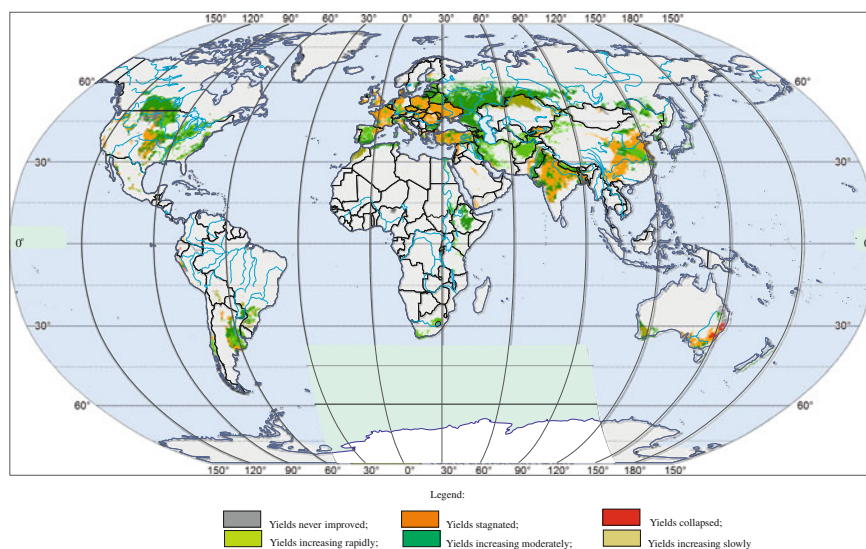 150° 120° 90° 60° 30° 0° 30° 60° 90° 120° 150° 180° 150°
60° 60°
30° 30°
0° 0
30° 30°
60° 60°
150° 120° 90° 60° 30° 0° 30° 60° 90° 120° 150° 180° 150°
Legend:
Yields never improved; Yields stagnated; Yields collapsed;
Yields increasing rapidly; Yields increasing moderately; Yields increasing slowly